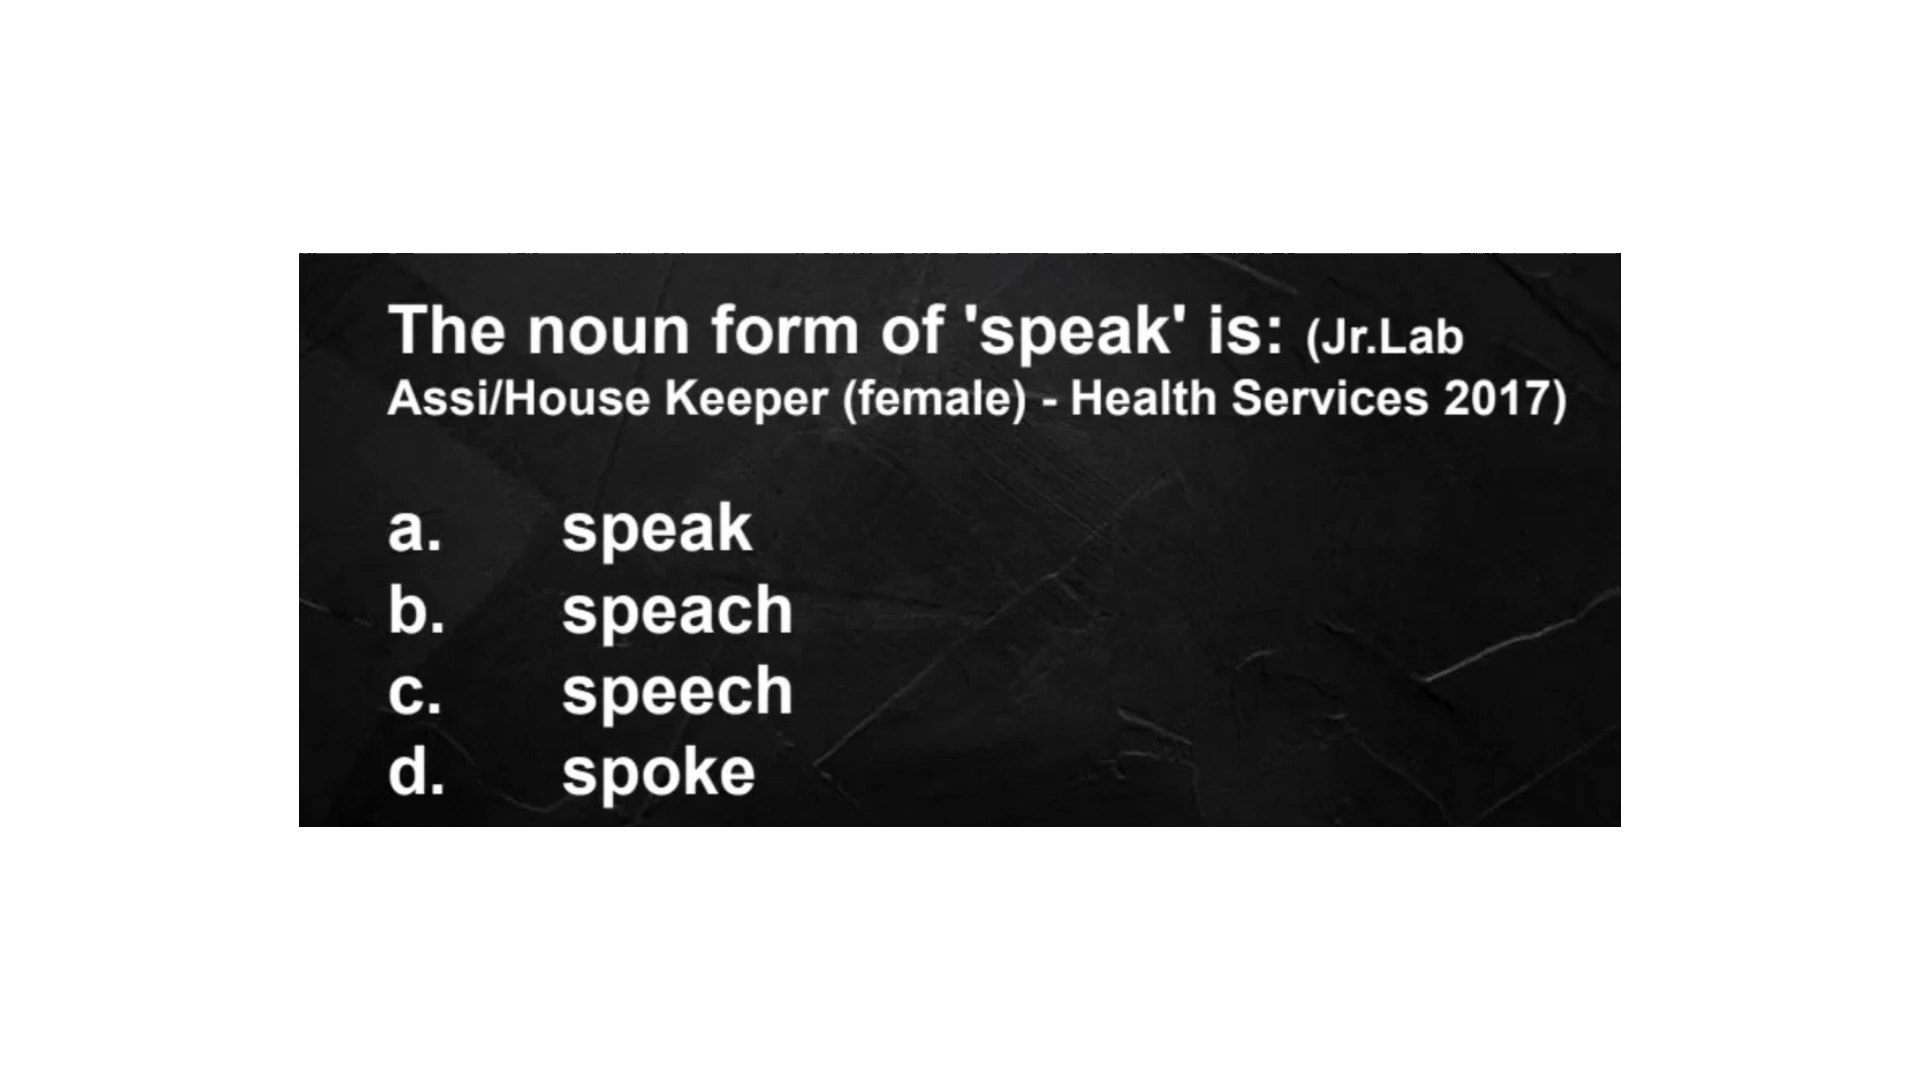 The noun form of 'speak' is: (Jr.Lab
Assi/House Keeper (female) - Health Services 2017)
a. speak
b. speach
c. speech
d. spoke